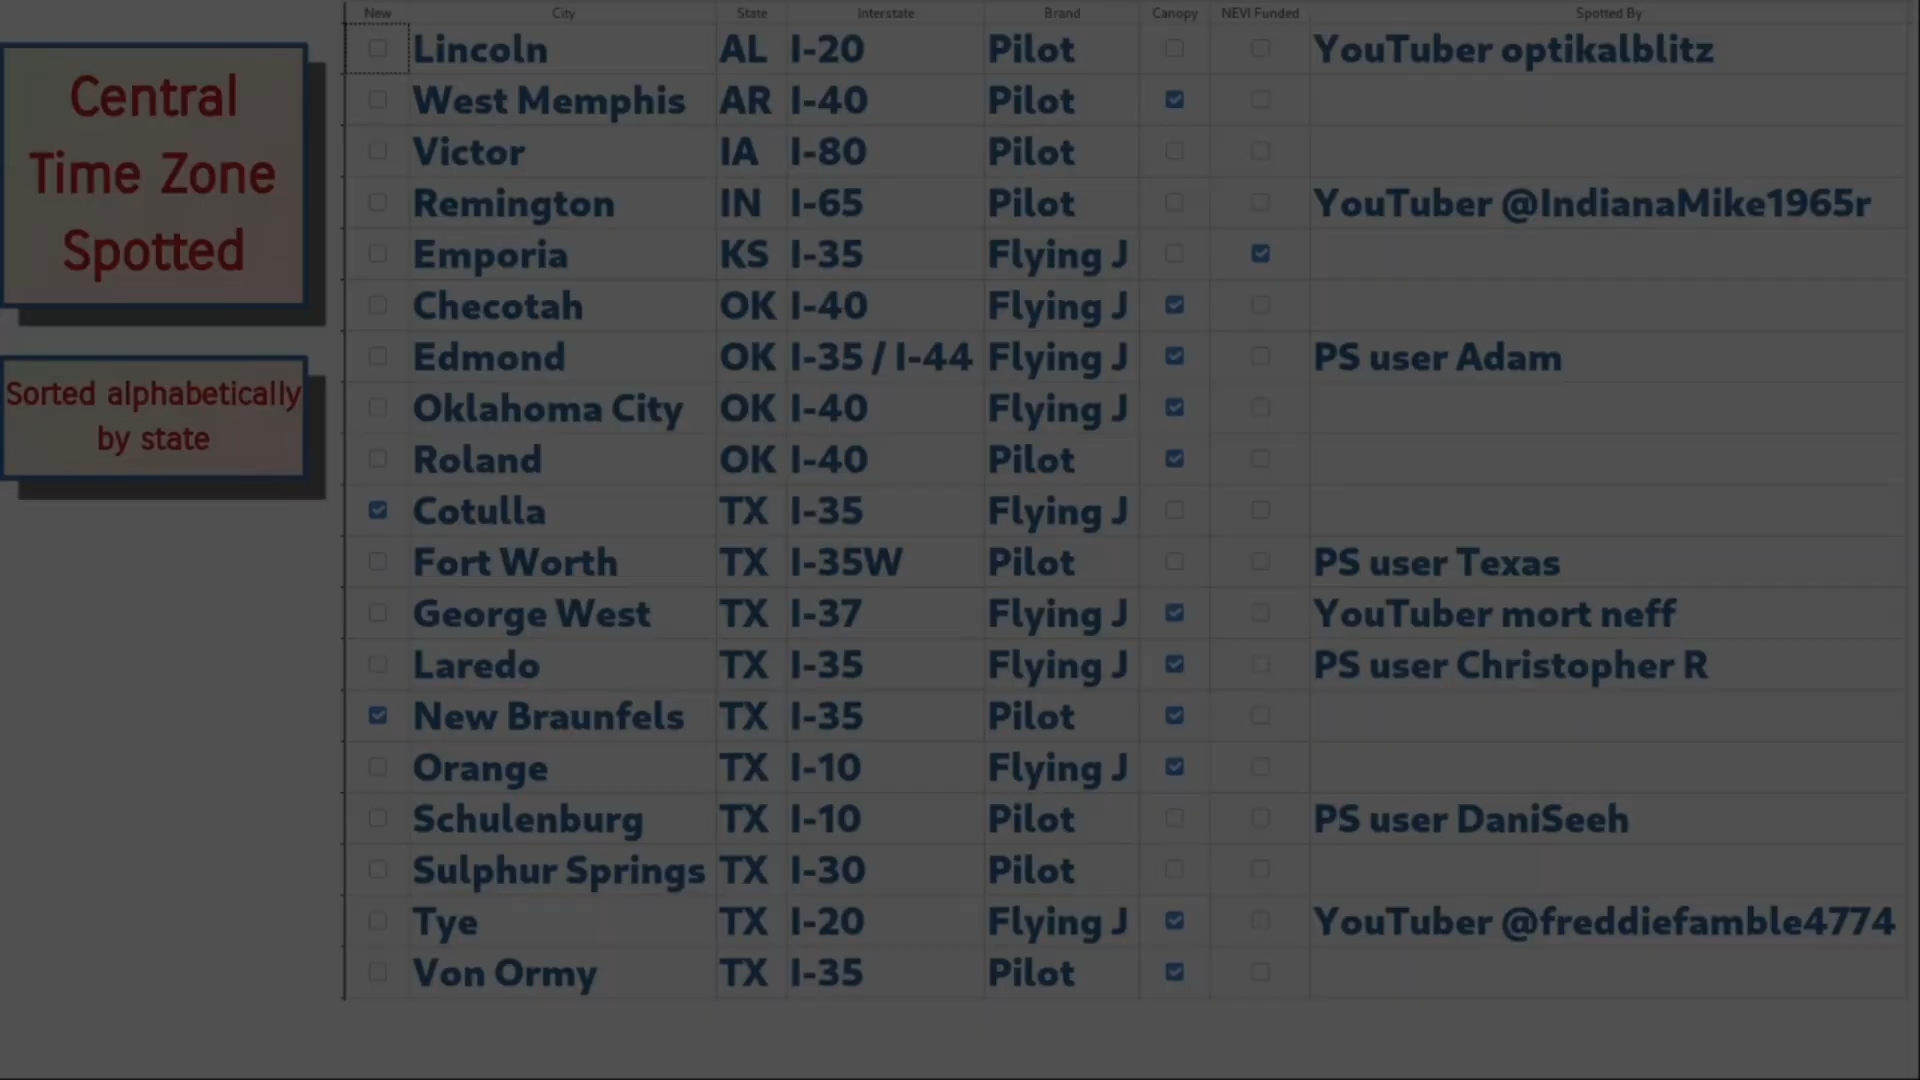 New City State Interstate Brand Canopy NEVI Funded Spotted By
Central
Time Zone
Spotted
Sorted alphabetically
by state
Lincoln AL I-20 Pilot YouTuber optikalblitz
West Memphis AR I-40 Pilot
Victor IA I-80 Pilot
Remington IN I-65 Pilot YouTuber @IndianaMike1965r
Emporia KS I-35 Flying J
Checotah OK I-40 Flying J
Edmond OK I-35 / I-44 Flying J PS user Adam
Oklahoma City OK I-40 Flying J
Roland OK I-40 Pilot
Cotulla TX I-35 Flying J
Fort Worth TX I-35W Pilot PS user Texas
George West TX I-37 Flying J YouTuber mort neff
Laredo TX I-35 Flying J PS user Christopher R
New Braunfels TX I-35 Pilot
Orange TX I-10 Flying J
Schulenburg TX I-10 Pilot PS user DaniSeeh
Sulphur Springs TX I-30 Pilot
Tye TX I-20 Flying J YouTuber @freddiefamble4774
Von Ormy TX I-35 Pilot